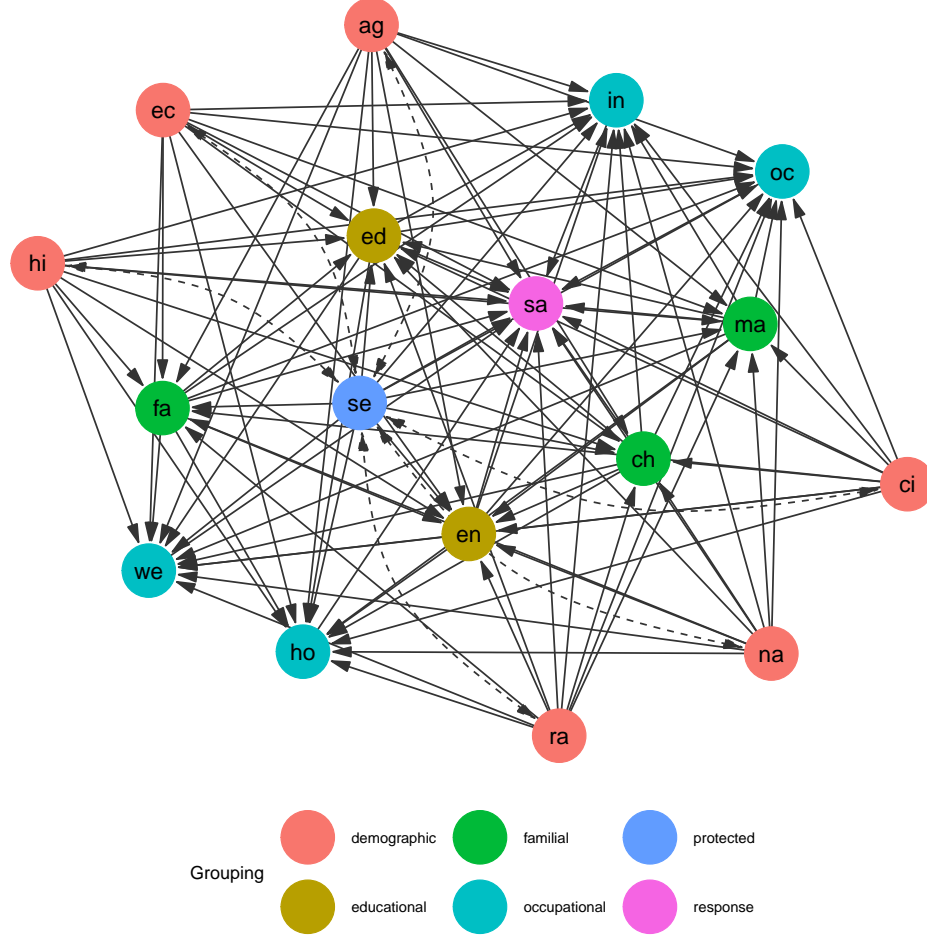 ag
in
ec
oc
ed
hi
sa
ma
fa
se
ch
ci
en
we
ho
na
ra
demographic familial protected
Grouping
educational occupational response